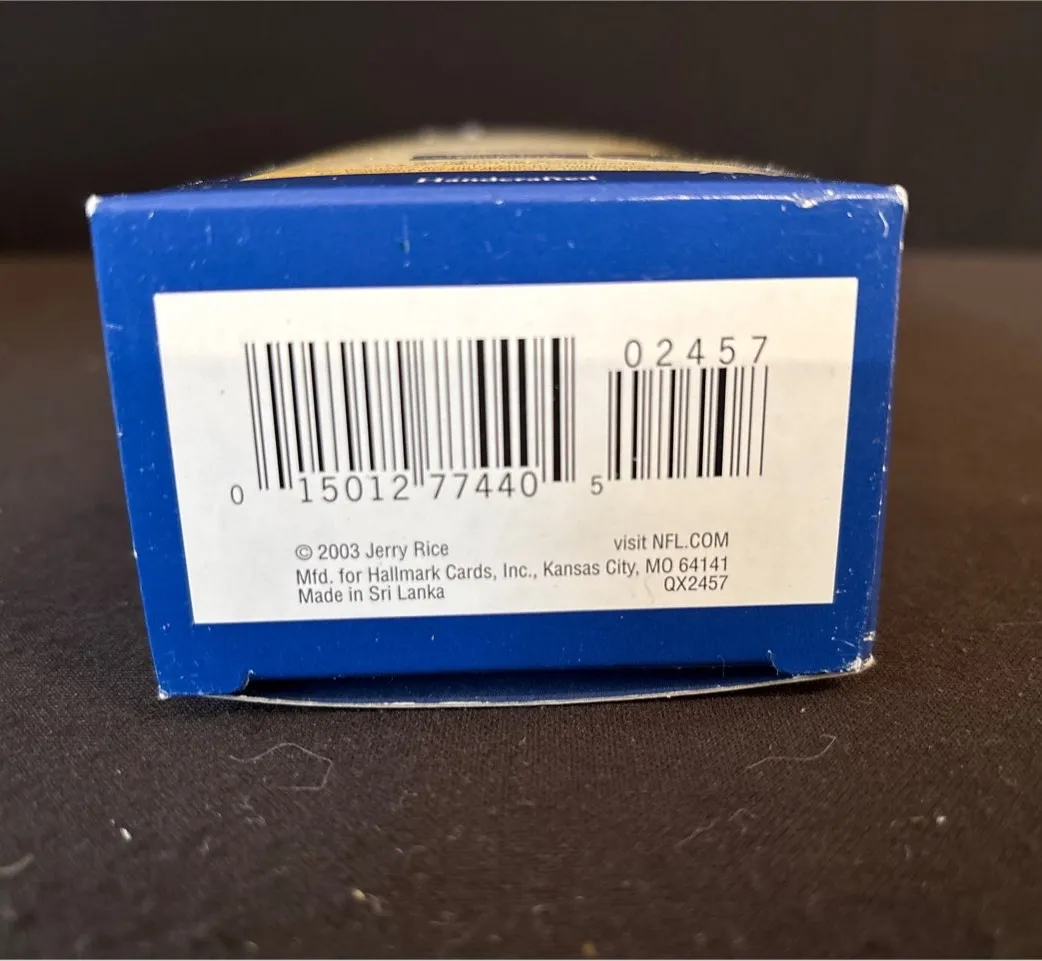 Handcrafted
02457
0 15012 77440 5
© 2003 Jerry Rice
visit NFL.COM
Mfd. for Hallmark Cards, Inc., Kansas City, MO 64141
Made in Sri Lanka
QX2457